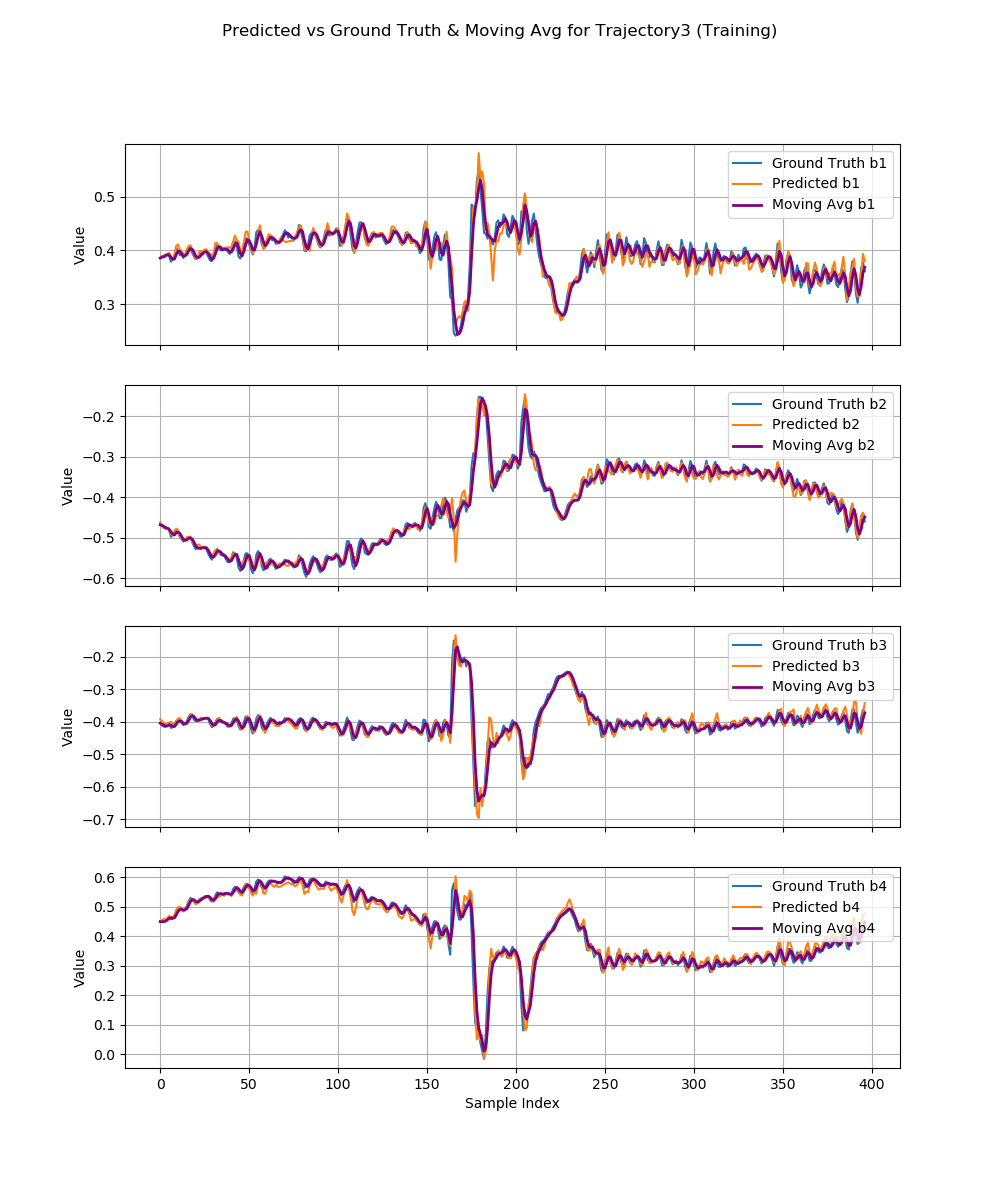 Predicted vs Ground Truth & Moving Avg for Trajectory3 (Training)
Value
0.5
0.4
0.3
Ground Truth b1
Predicted b1
Moving Avg b1
Value
−0.2
−0.3
−0.4
−0.5
−0.6
Ground Truth b2
Predicted b2
Moving Avg b2
Value
−0.2
−0.3
−0.4
−0.5
−0.6
−0.7
Ground Truth b3
Predicted b3
Moving Avg b3
Value
0.6
0.5
0.4
0.3
0.2
0.1
0.0
Ground Truth b4
Predicted b4
Moving Avg b4
0 50 100 150 200 250 300 350 400
Sample Index